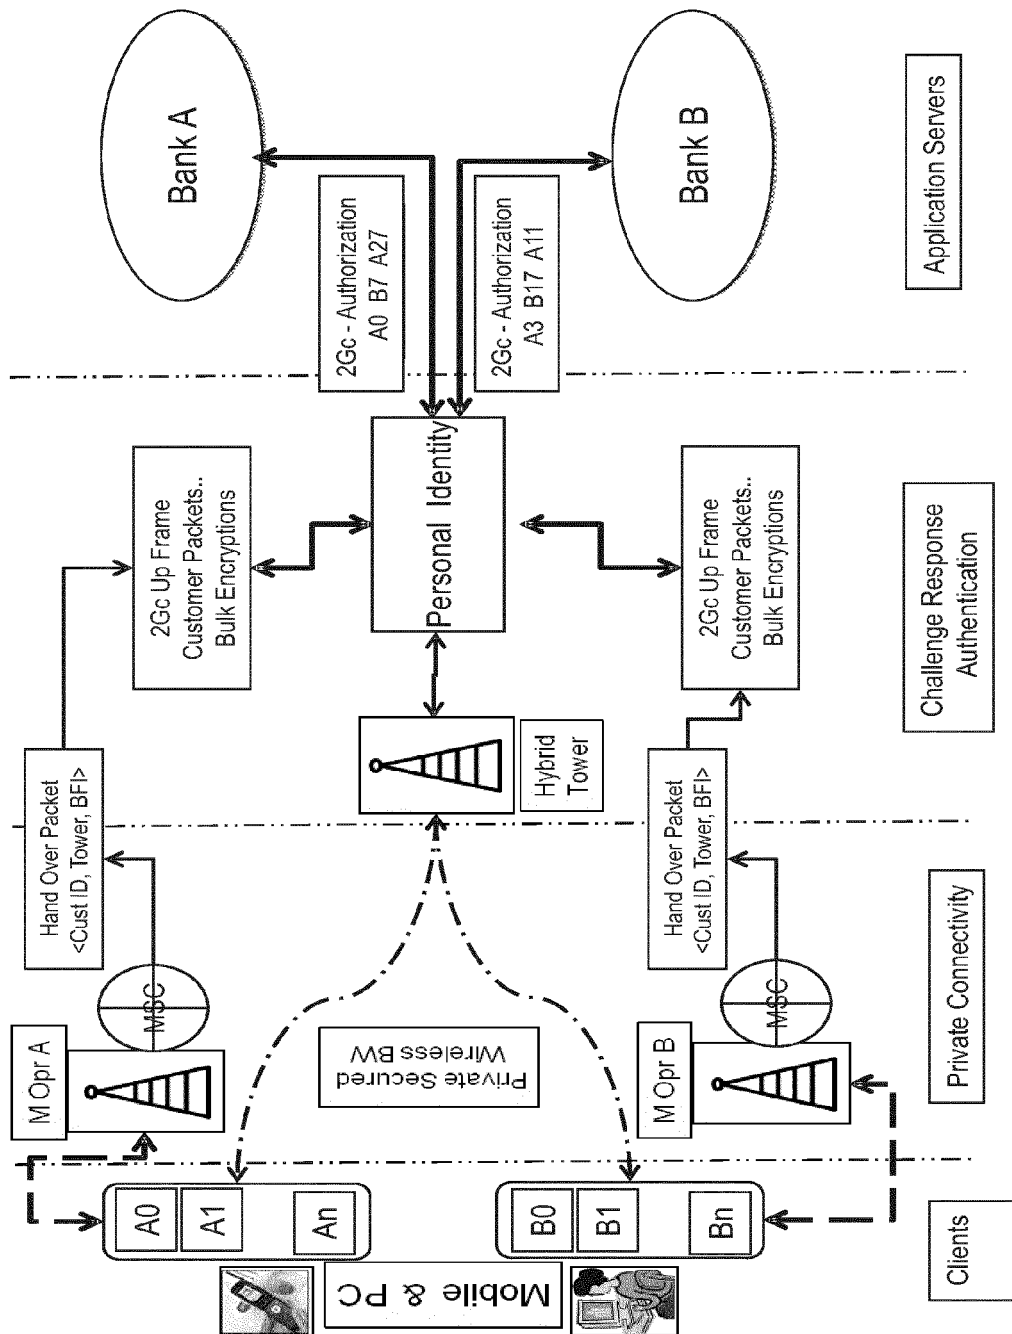 Mobile & PC
A0
A1
An
B0
B1
Bn
Clients
M Opr A
MSC
Hand Over Packet
<Cust ID, Tower, BFI>
Private Secured
Wireless BW
M Opr B
MSC
Hand Over Packet
<Cust ID, Tower, BFI>
Private Connectivity
2Gc Up Frame
Customer Packets..
Bulk Encryptions
Hybrid
Tower
Personal Identity
2Gc Up Frame
Customer Packets..
Bulk Encryptions
Challenge Response
Authentication
Bank A
2Gc - Authorization
A0 B7 A27
2Gc - Authorization
A3 B17 A11
Bank B
Application Servers